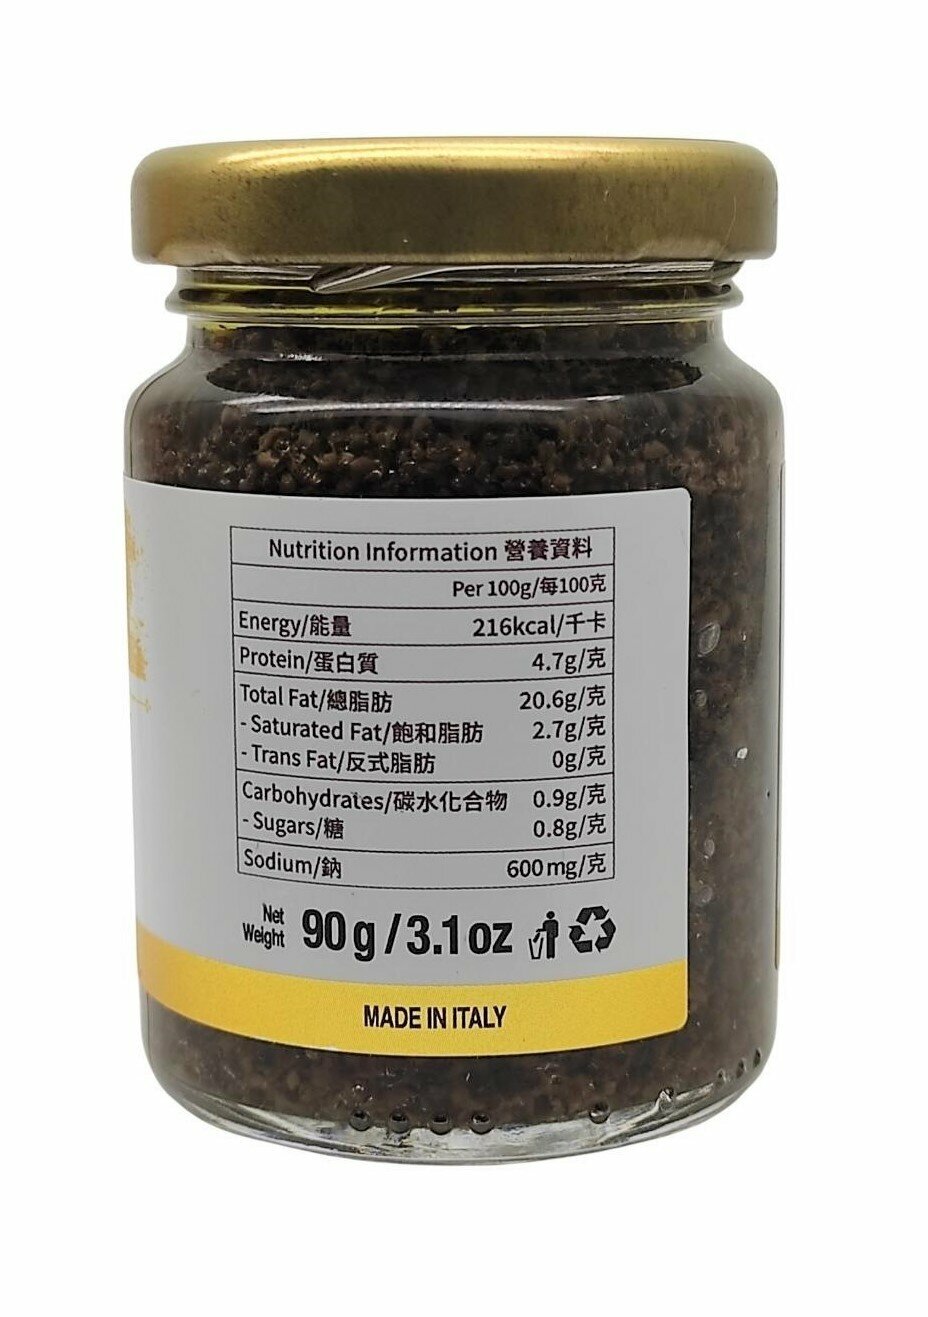 Nutrition Information 營養資料
Per 100g/每100克
Energy/能量 216kcal/千卡
Protein/蛋白質 4.7g/克
Total Fat/總脂肪 20.6g/克
- Saturated Fat/飽和脂肪 2.7g/克
- Trans Fat/反式脂肪 0g/克
Carbohydrates/碳水化合物 0.9g/克
- Sugars/糖 0.8g/克
Sodium/鈉 600mg/克
Net Weight 90g/3.1oz
MADE IN ITALY